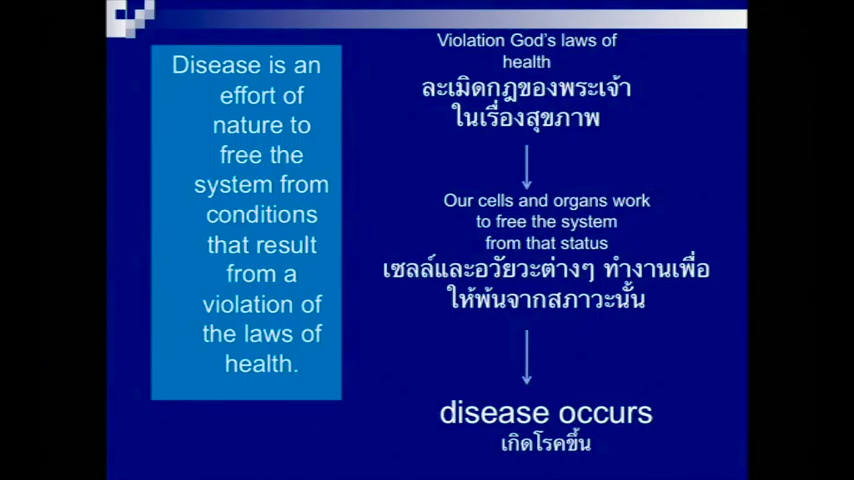 Disease is an
effort of
nature to
free the
system from
conditions
that result
from a
violation of
the laws of
health.
Violation God's laws of
health
ละเมิดกฎของพระเจ้า
ในเรื่องสุขภาพ
Our cells and organs work
to free the system
from that status
เซลล์และอวัยวะต่างๆ ทำงานเพื่อ
ให้พ้นจากสภาวะนั้น
disease occurs
เกิดโรคขึ้น